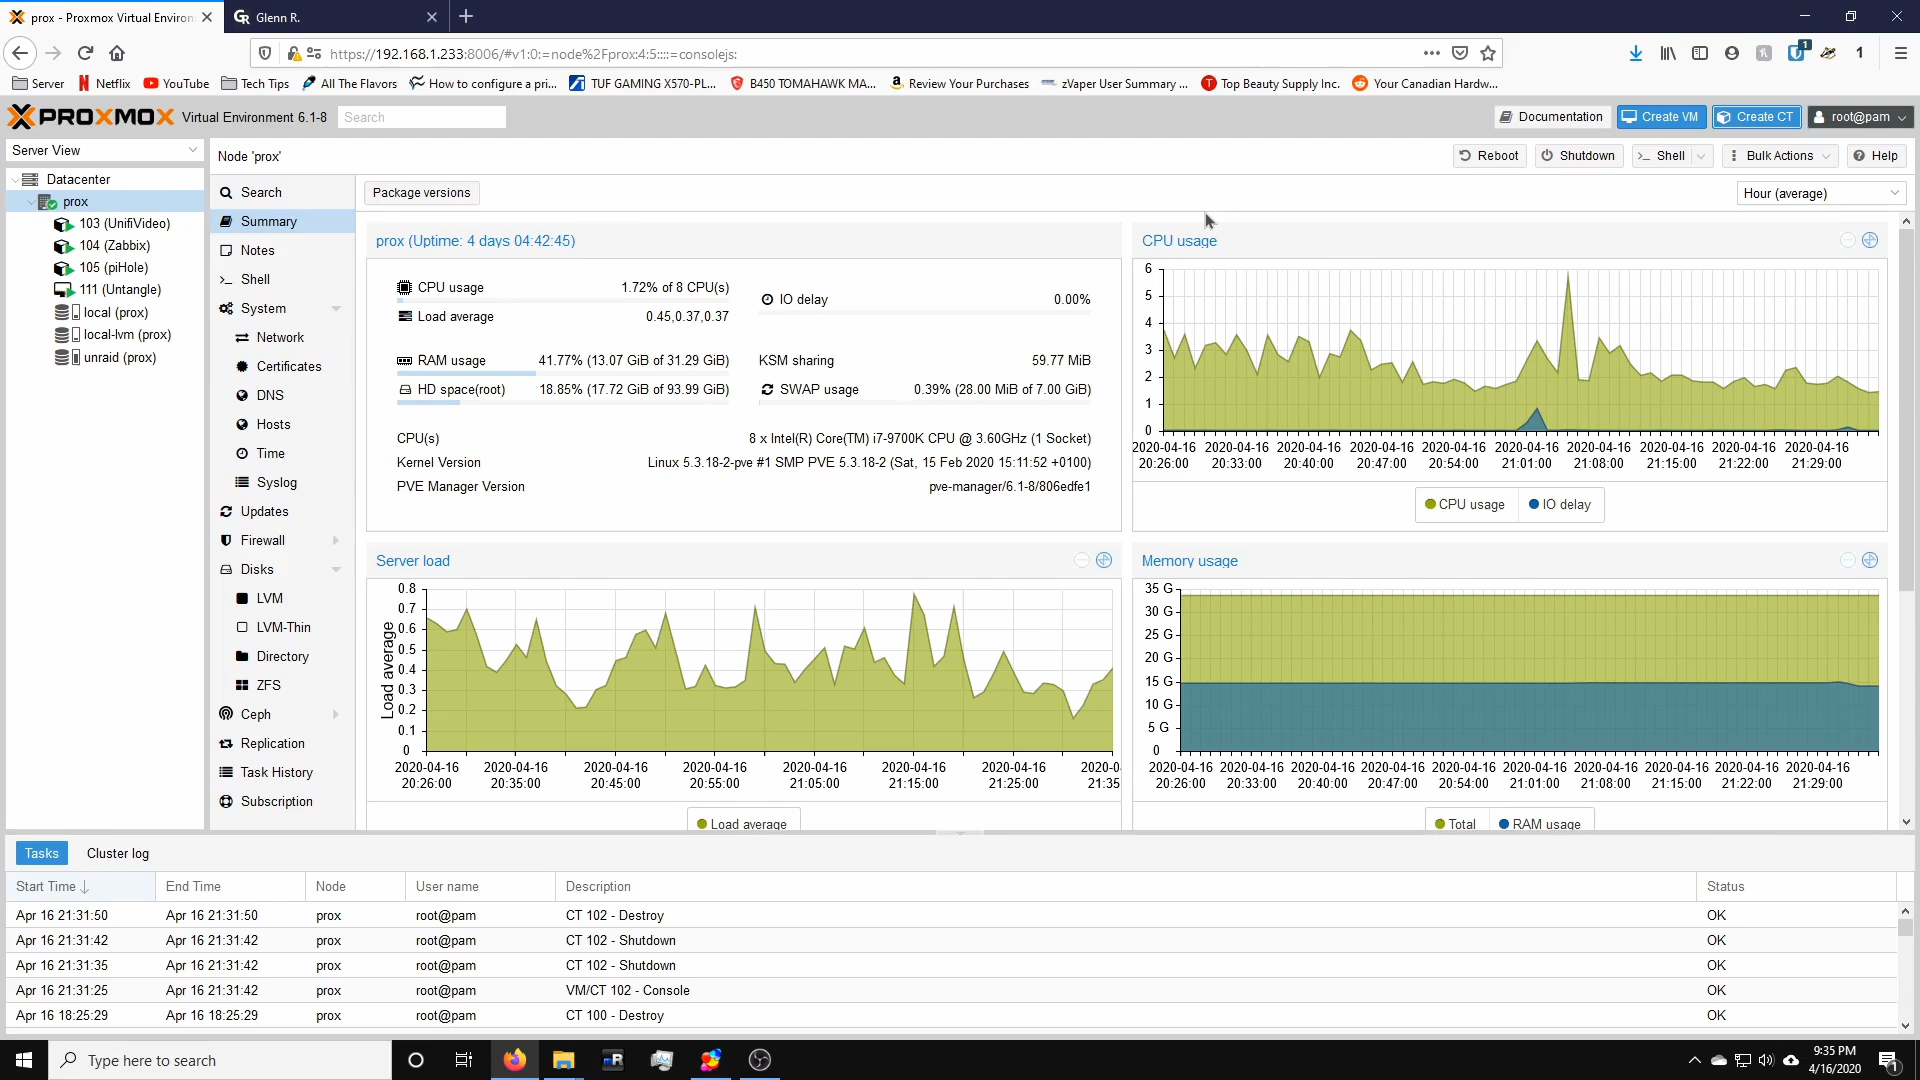 prox - Proxmox Virtual Environ
Glenn R.
https://192.168.1.233:8006/#v1:0:=node%2Fprox:4:5::::=consolejs:
1
1
Server
Netflix
YouTube
Tech Tips
All The Flavors
How to configure a pri...
TUF GAMING X570-PL...
B450 TOMAHAWK MA...
Review Your Purchases
zVaper User Summary ...
Top Beauty Supply Inc.
Your Canadian Hardw...
PROXMOX Virtual Environment 6.1-8
Search
Documentation
Create VM
Create CT
root@pam
Server View
Node 'prox'
Reboot
Shutdown
Shell
Bulk Actions
Help
Datacenter
prox
103 (UnifiVideo)
104 (Zabbix)
105 (piHole)
111 (Untangle)
local (prox)
local-lvm (prox)
unraid (prox)
Search
Summary
Notes
Shell
System
Network
Certificates
DNS
Hosts
Time
Syslog
Updates
Firewall
Disks
LVM
LVM-Thin
Directory
ZFS
Ceph
Replication
Task History
Subscription
Package versions
Hour (average)
prox (Uptime: 4 days 04:42:45)
CPU usage 1.72% of 8 CPU(s)
IO delay 0.00%
Load average 0.45,0.37,0.37
RAM usage 41.77% (13.07 GiB of 31.29 GiB)
KSM sharing 59.77 MiB
HD space(root) 18.85% (17.72 GiB of 93.99 GiB)
SWAP usage 0.39% (28.00 MiB of 7.00 GiB)
CPU(s) 8 x Intel(R) Core(TM) i7-9700K CPU @ 3.60GHz (1 Socket)
Kernel Version Linux 5.3.18-2-pve #1 SMP PVE 5.3.18-2 (Sat, 15 Feb 2020 15:11:52 +0100)
PVE Manager Version pve-manager/6.1-8/806edfe1
CPU usage
6
5
4
3
2
1
0
2020-04-16 2020-04-16 2020-04-16 2020-04-16 2020-04-16 2020-04-16 2020-04-16 2020-04-16 2020-04-16 2020-04-16
20:26:00 20:33:00 20:40:00 20:47:00 20:54:00 21:01:00 21:08:00 21:15:00 21:22:00 21:29:00
CPU usage
IO delay
Server load
Load average
0.8
0.7
0.6
0.5
0.4
0.3
0.2
0.1
0
2020-04-16 2020-04-16 2020-04-16 2020-04-16 2020-04-16 2020-04-16 2020-04-16 2020-0
20:26:00 20:35:00 20:45:00 20:55:00 21:05:00 21:15:00 21:25:00 21:35
Load average
Memory usage
35 G
30 G
25 G
20 G
15 G
10 G
5 G
0
2020-04-16 2020-04-16 2020-04-16 2020-04-16 2020-04-16 2020-04-16 2020-04-16 2020-04-16 2020-04-16 2020-04-16
20:26:00 20:33:00 20:40:00 20:47:00 20:54:00 21:01:00 21:08:00 21:15:00 21:22:00 21:29:00
Total
RAM usage
Tasks
Cluster log
Start Time End Time Node User name Description Status
Apr 16 21:31:50 Apr 16 21:31:50 prox root@pam CT 102 - Destroy OK
Apr 16 21:31:42 Apr 16 21:31:42 prox root@pam CT 102 - Shutdown OK
Apr 16 21:31:35 Apr 16 21:31:42 prox root@pam CT 102 - Shutdown OK
Apr 16 21:31:25 Apr 16 21:31:42 prox root@pam VM/CT 102 - Console OK
Apr 16 18:25:29 Apr 16 18:25:29 prox root@pam CT 100 - Destroy OK
Type here to search
9:35 PM
4/16/2020
1